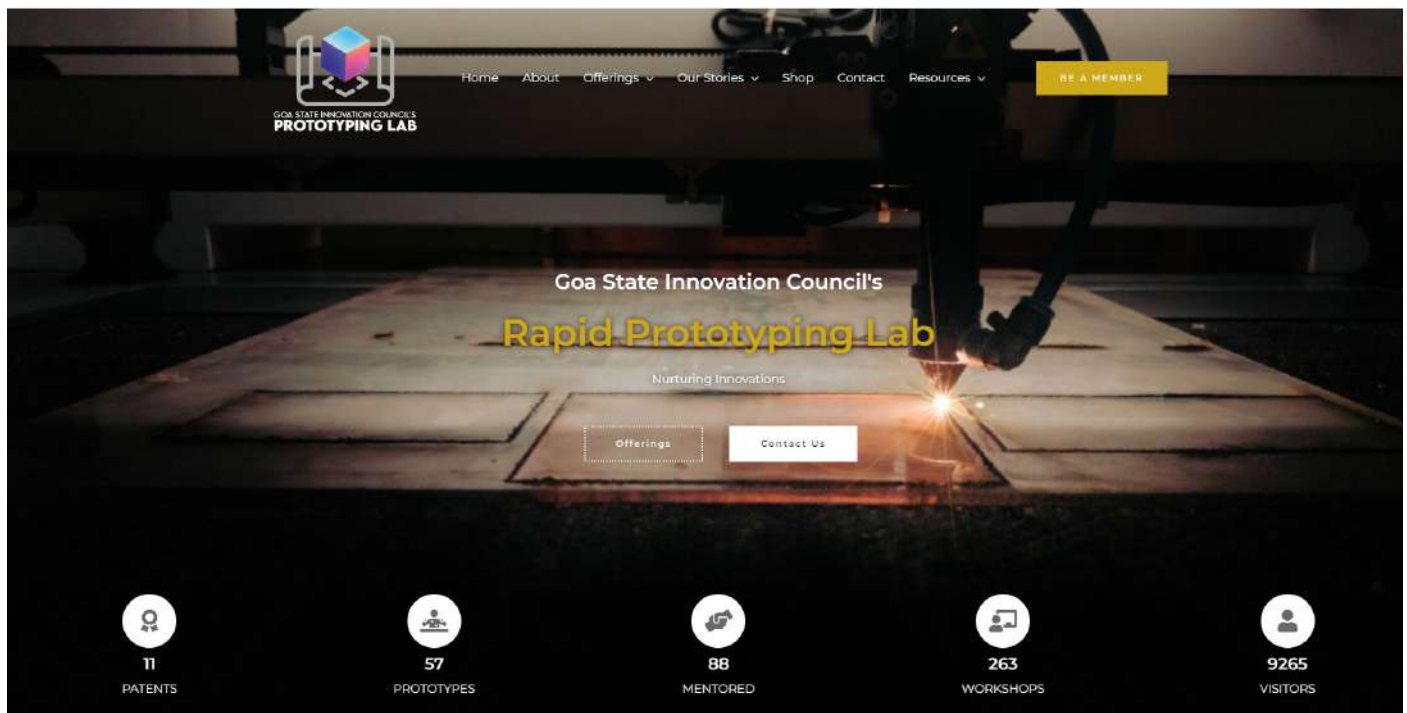 GOA STATE INNOVATION COUNCIL'S
PROTOTYPING LAB
Home About Offerings Our Stories Shop Contact Resources BE A MEMBER
Goa State Innovation Council's
Rapid Prototyping Lab
Nurturing Innovations
Offerings Contact Us
11 57 88 263 9265
PATENTS PROTOTYPES MENTORED WORKSHOPS VISITORS